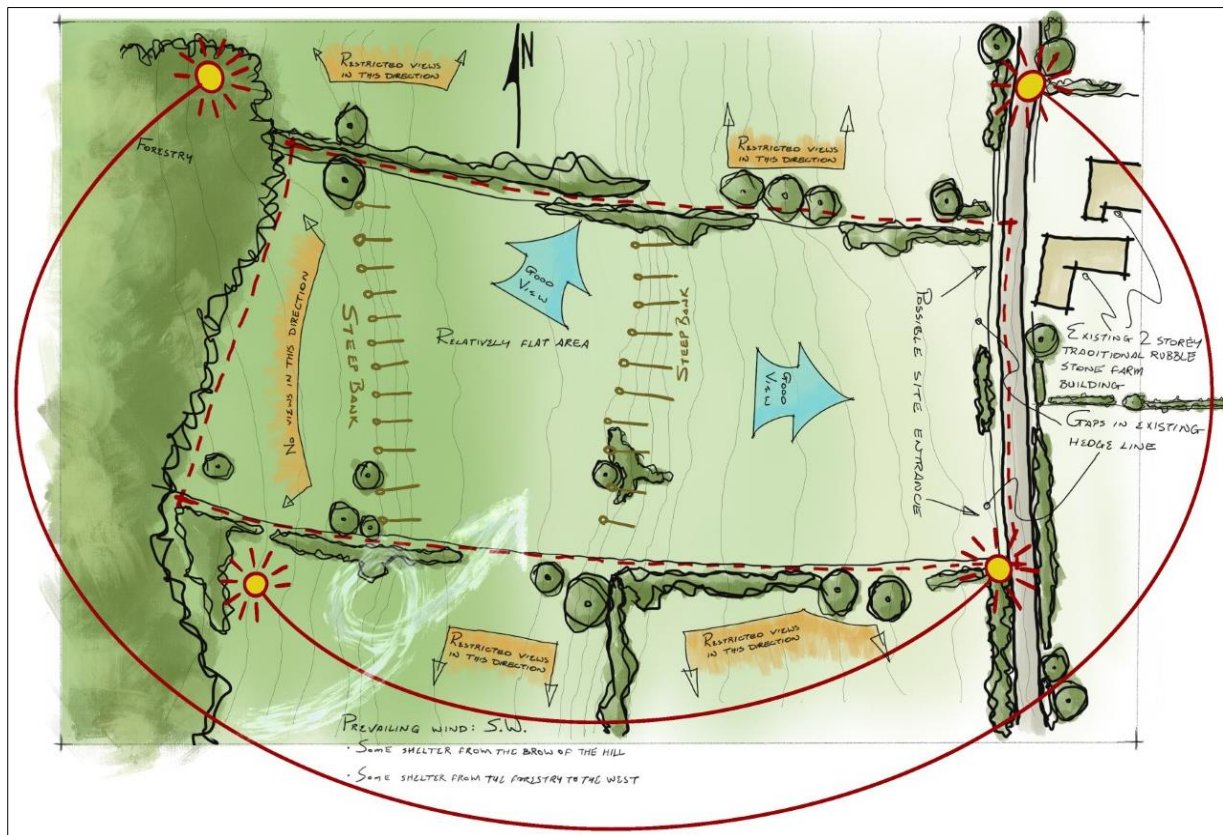 N
Restricted views
in this direction
Restricted views
in this direction
Forestry
No views in this direction
Steep Bank
Good
View
Relatively flat area
Steep Bank
Good
View
Possible site entrance
Existing 2 storey
traditional rubble
stone farm
building
Gaps in existing
hedge line
Restricted views
in this direction
Restricted views
in this direction
Prevailing wind: S.W.
· Some shelter from the brow of the hill
· Some shelter from the forestry to the west